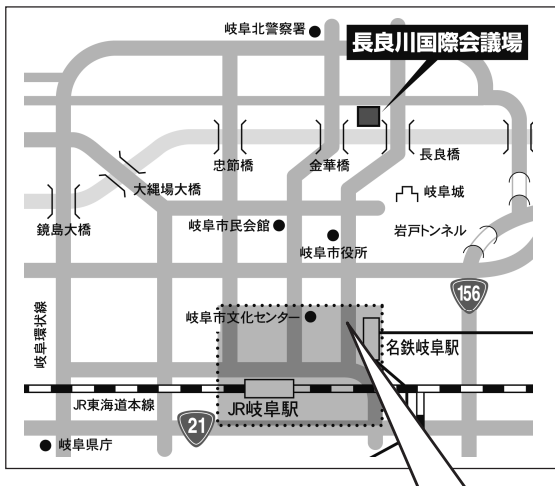 岐阜北警察署
長良川国際会議場
忠節橋
金華橋
長良橋
大縄場大橋
岐阜城
鏡島大橋
岐阜市民会館
岐阜市役所
岩戸トンネル
156
岐阜市文化センター
岐阜環状線
名鉄岐阜駅
JR東海道本線
JR岐阜駅
21
岐阜県庁